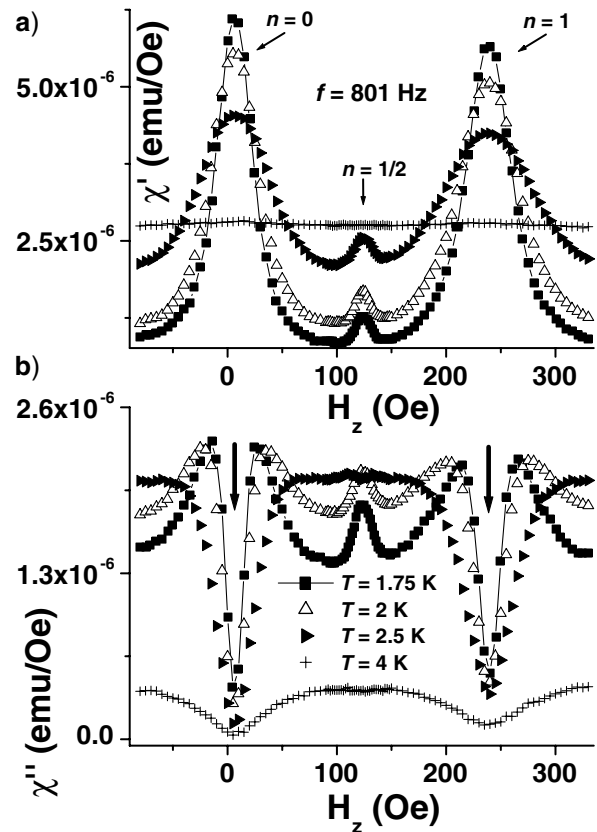 a)
n = 0
n = 1
5.0x10⁻⁶
f = 801 Hz
n = 1/2
χ' (emu/Oe)
2.5x10⁻⁶
0 100 200 300
H_z (Oe)
b)
2.6x10⁻⁶
1.3x10⁻⁶
T = 1.75 K
T = 2 K
T = 2.5 K
T = 4 K
χ'' (emu/Oe)
0.0
0 100 200 300
H_z (Oe)